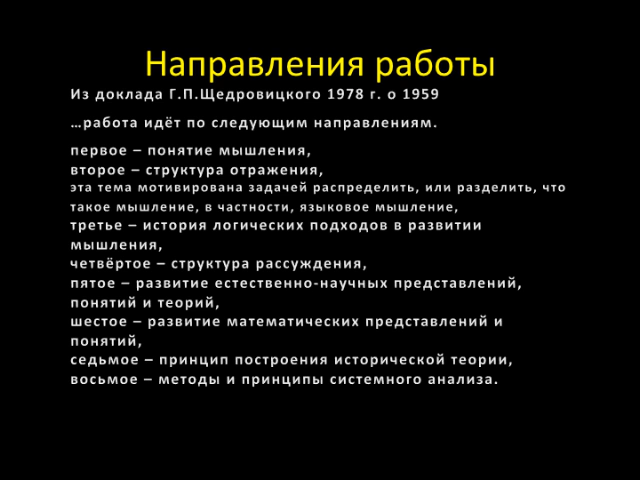 Направления работы
Из доклада Г.П.Щедровицкого 1978 г. о 1959
…работа идёт по следующим направлениям.
первое – понятие мышления,
второе – структура отражения,
эта тема мотивирована задачей распределить, или разделить, что
такое мышление, в частности, языковое мышление,
третье – история логических подходов в развитии
мышления,
четвёртое – структура рассуждения,
пятое – развитие естественно-научных представлений,
понятий и теорий,
шестое – развитие математических представлений и
понятий,
седьмое – принцип построения исторической теории,
восьмое – методы и принципы системного анализа.